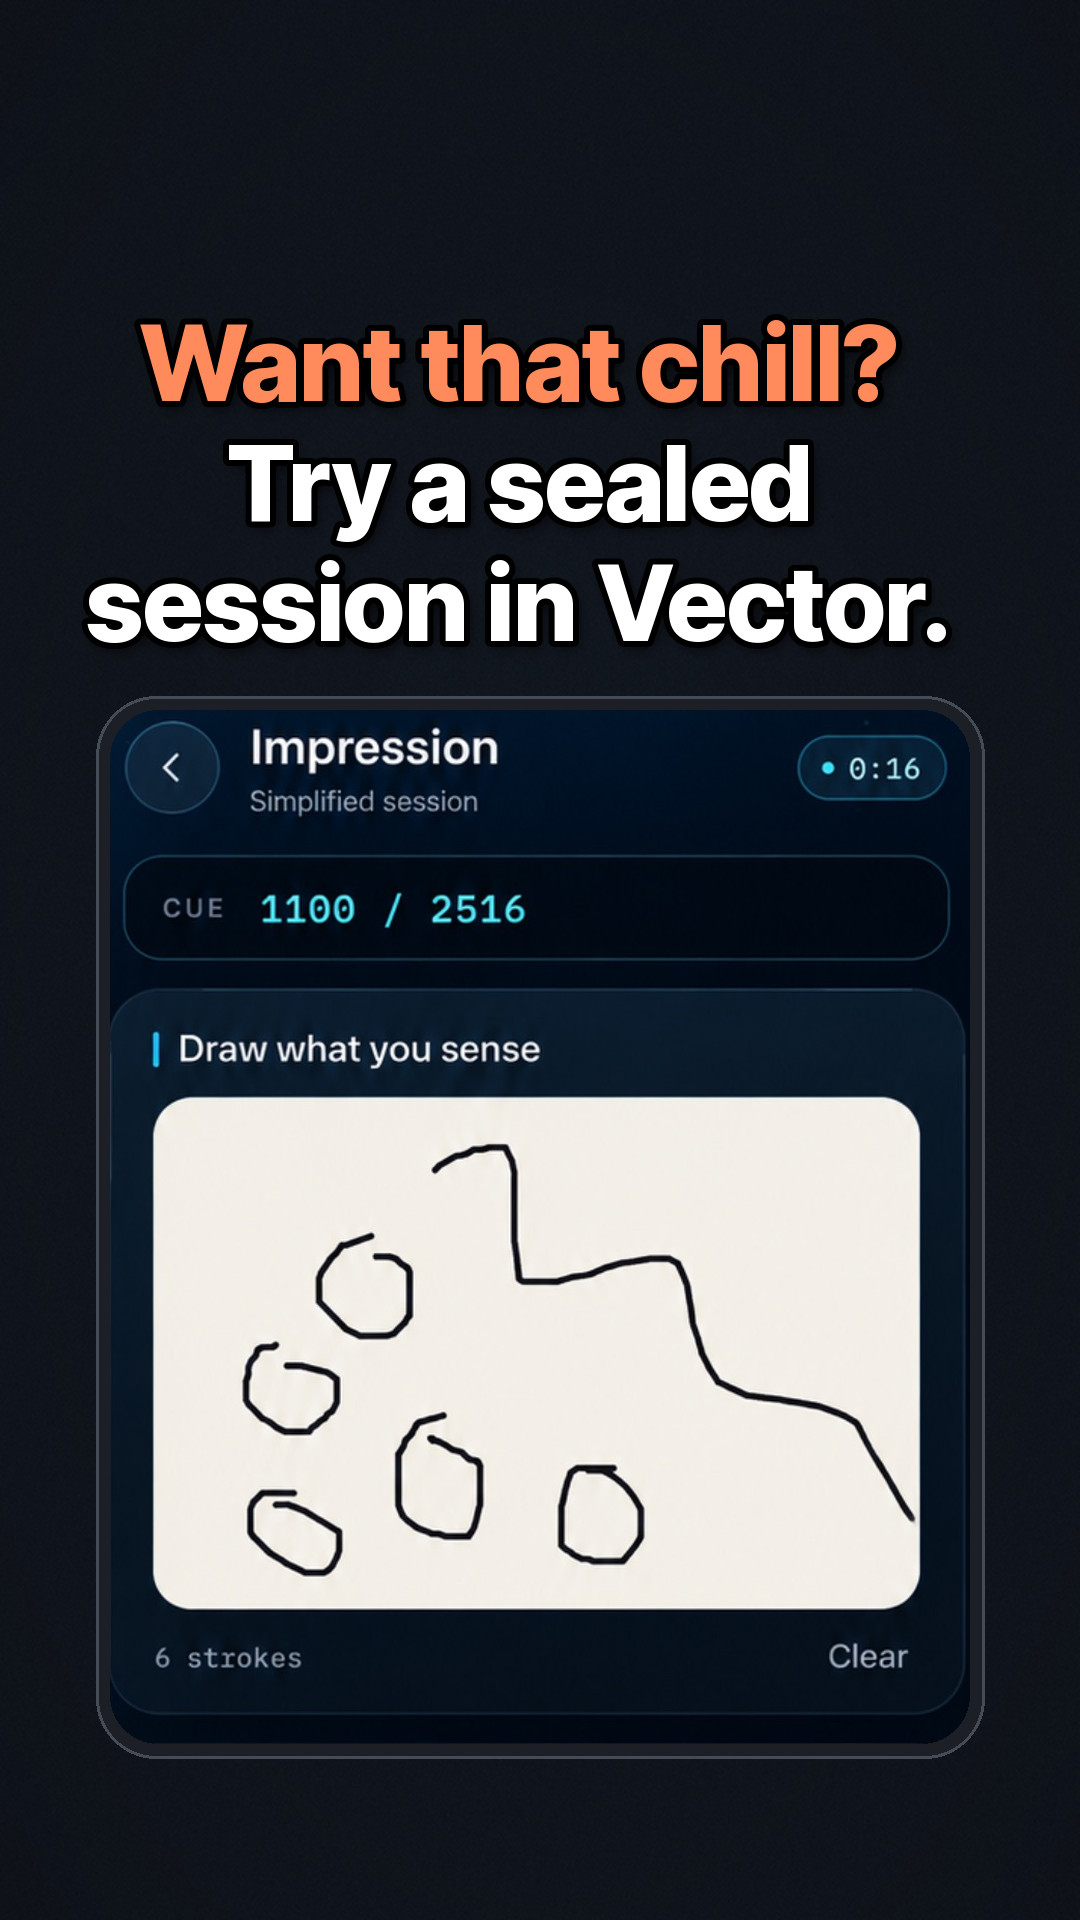 Want that chill?
Try a sealed
session in Vector.
Impression
Simplified session
0:16
CUE 1100 / 2516
Draw what you sense
6 strokes
Clear